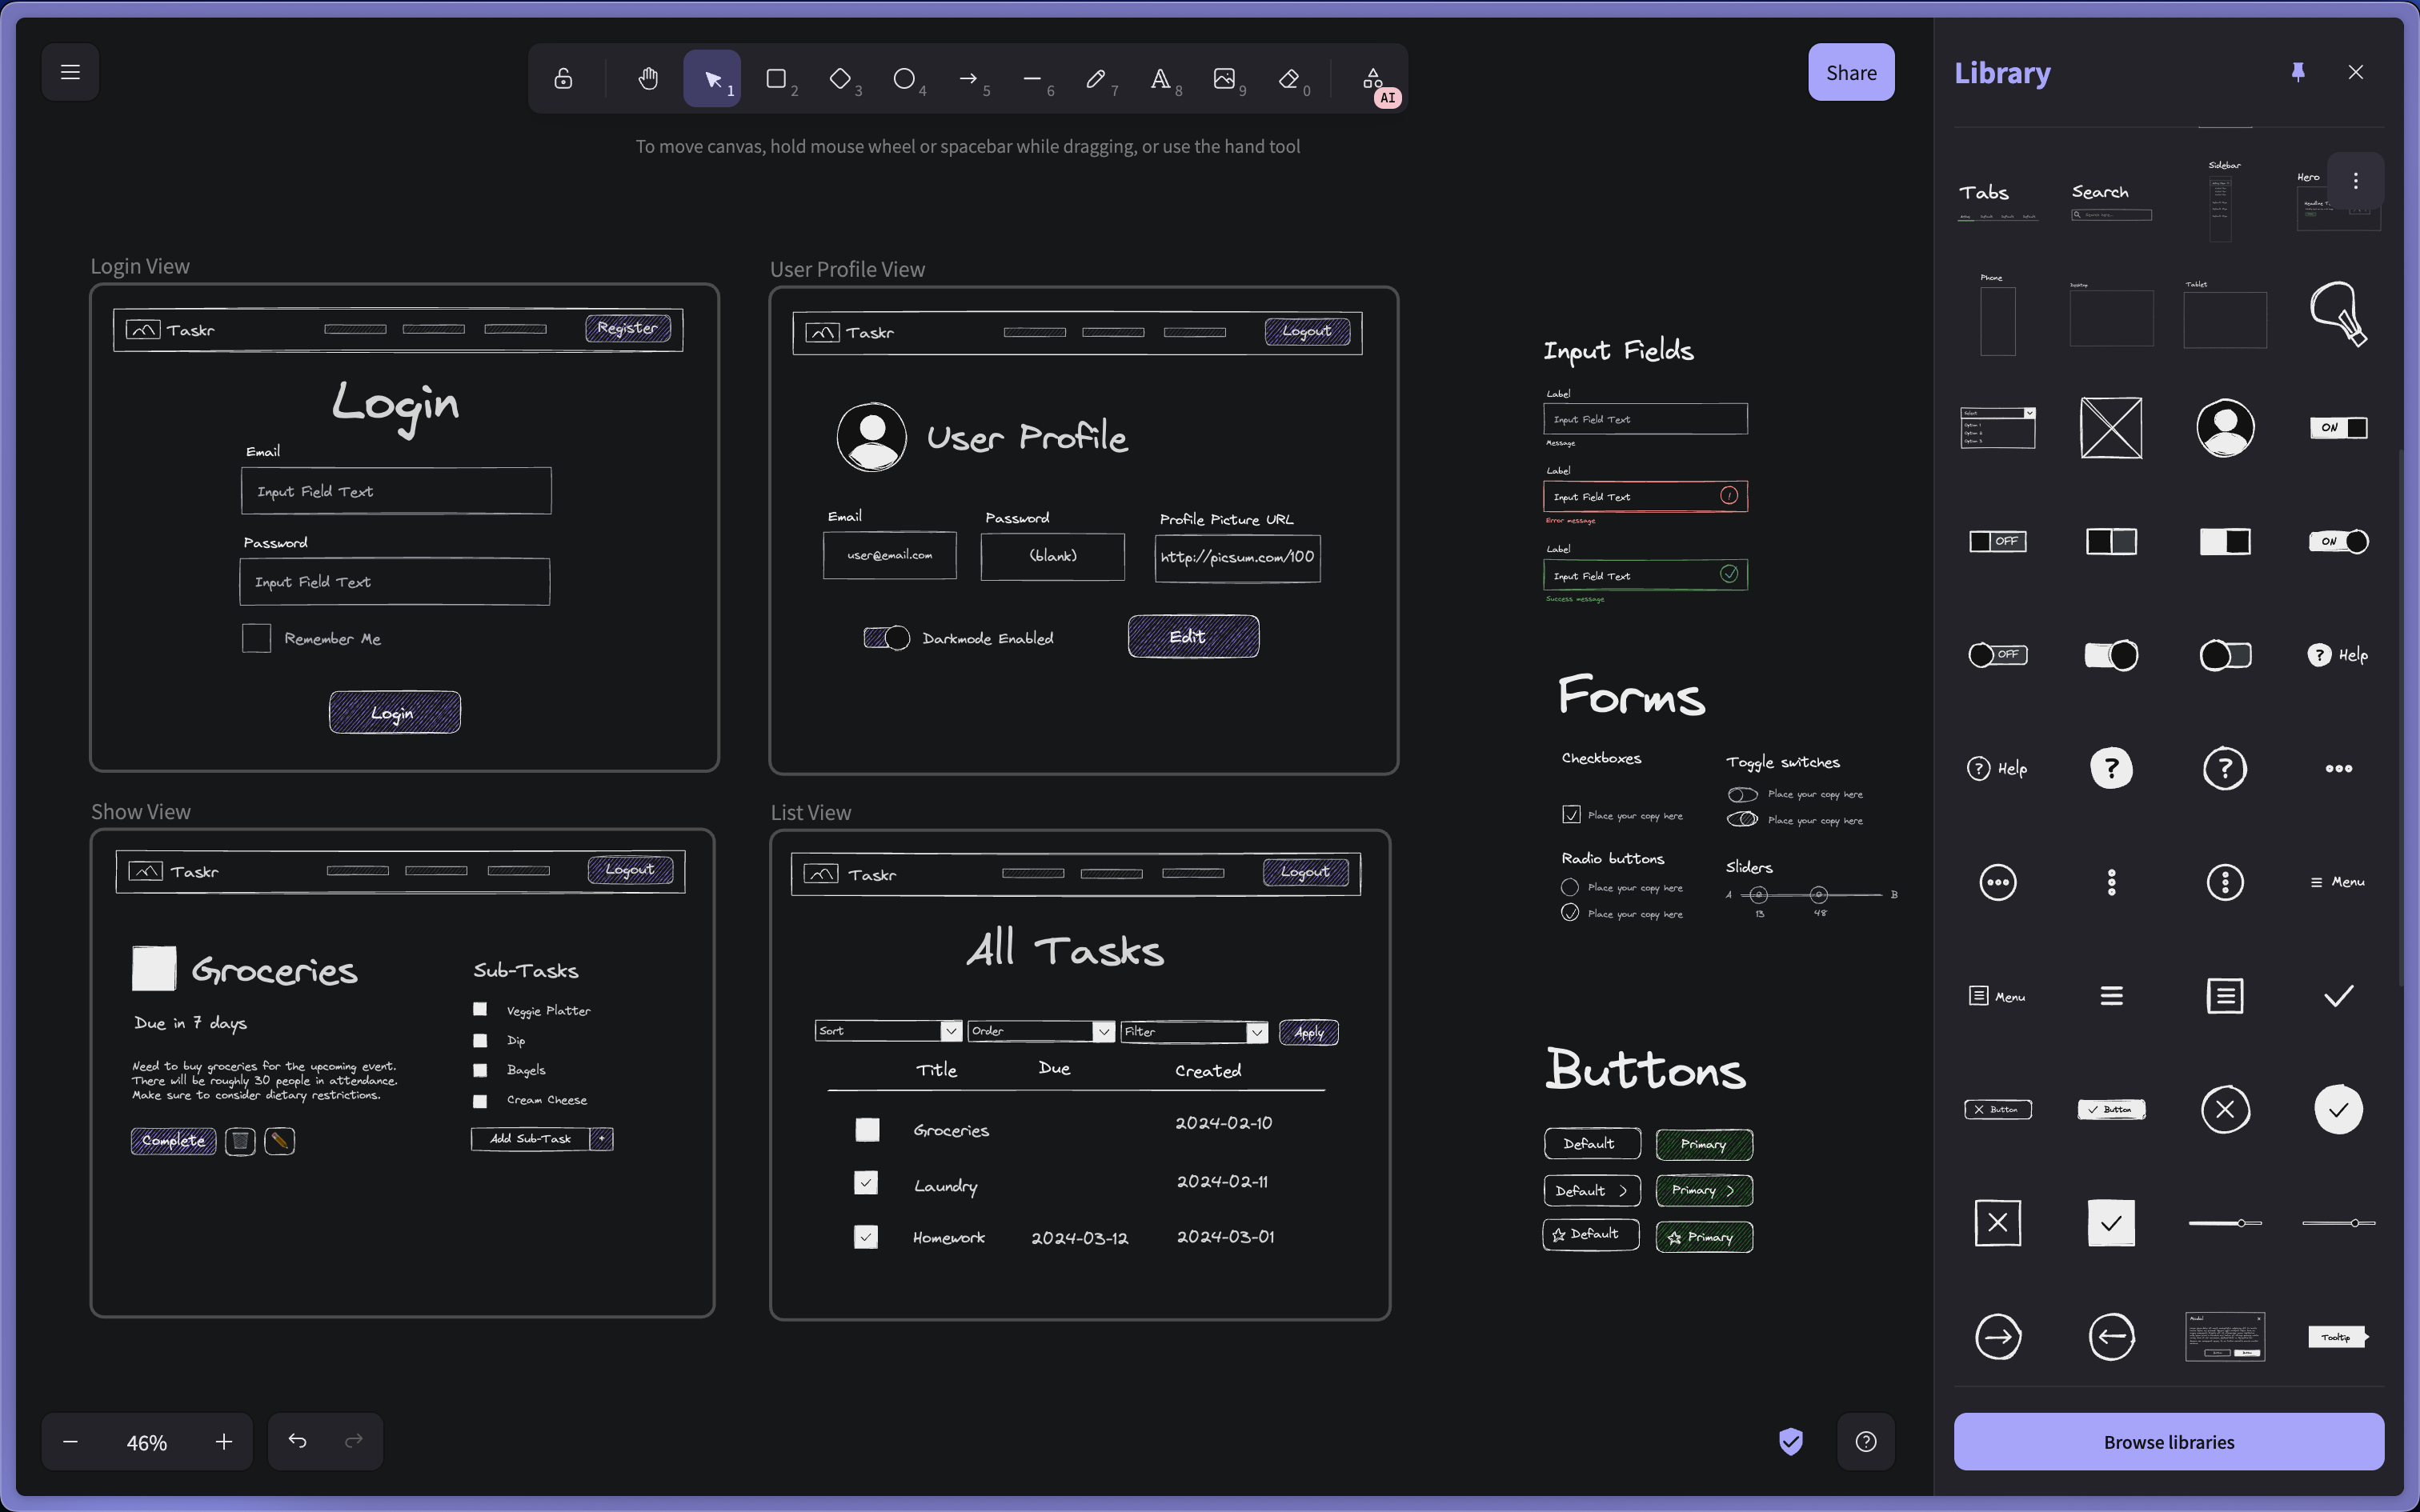 1
2
3
4
5
6
7
8
9
0
AI
Share
To move canvas, hold mouse wheel or spacebar while dragging, or use the hand tool
Login View
Taskr
Register
Login
Email
Input Field Text
Password
Input Field Text
Remember Me
Login
User Profile View
Taskr
Logout
User Profile
Email
user@email.com
Password
(blank)
Profile Picture URL
http://picsum.com/100
Darkmode Enabled
Edit
Show View
Taskr
Logout
Groceries
Due in 7 days
Need to buy groceries for the upcoming event.
There will be roughly 30 people in attendance.
Make sure to consider dietary restrictions.
Complete
Sub-Tasks
Veggie Platter
Dip
Bagels
Cream Cheese
Add Sub-Task
+
List View
Taskr
Logout
All Tasks
Sort
Order
Filter
Apply
Title
Due
Created
Groceries
2024-02-10
Laundry
2024-02-11
Homework
2024-03-12
2024-03-01
Input Fields
Label
Input Field Text
Message
Label
Input Field Text
!
Error message
Label
Input Field Text
Success message
Forms
Checkboxes
Place your copy here
Toggle switches
Place your copy here
Place your copy here
Radio buttons
Place your copy here
Place your copy here
Sliders
A
B
13
48
Buttons
Default
Primary
Default
Primary
Default
Primary
46%
Library
Tabs
Search
Sidebar
Hero
Phone
Desktop
Tablet
Select
Option 1
Option 2
Option 3
ON
OFF
ON
OFF
? Help
? Help
?
?
Menu
Menu
Button
Button
Modal
Tooltip
Browse libraries